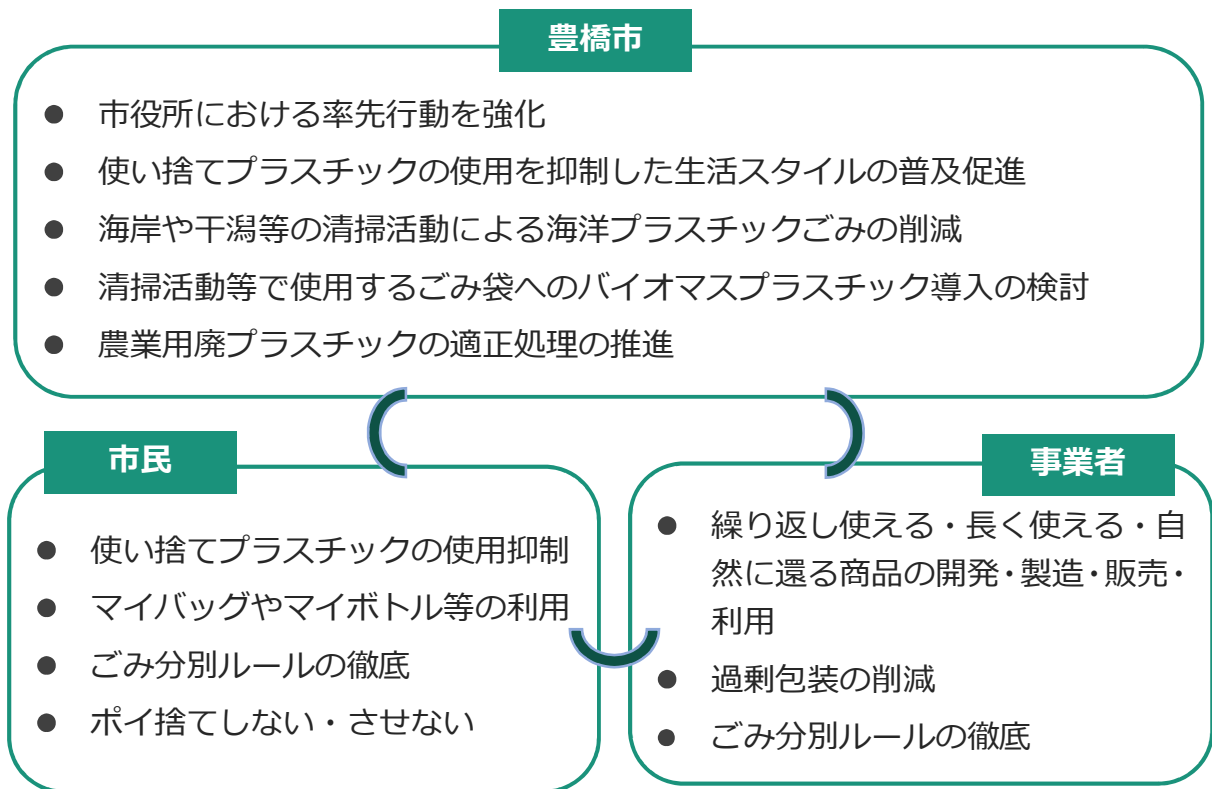 豊橋市
● 市役所における率先行動を強化
● 使い捨てプラスチックの使用を抑制した生活スタイルの普及促進
● 海岸や干潟等の清掃活動による海洋プラスチックごみの削減
● 清掃活動等で使用するごみ袋へのバイオマスプラスチック導入の検討
● 農業用廃プラスチックの適正処理の推進
市民
● 使い捨てプラスチックの使用抑制
● マイバッグやマイボトル等の利用
● ごみ分別ルールの徹底
● ポイ捨てしない・させない
事業者
● 繰り返し使える・長く使える・自
然に還る商品の開発・製造・販売・
利用
● 過剰包装の削減
● ごみ分別ルールの徹底